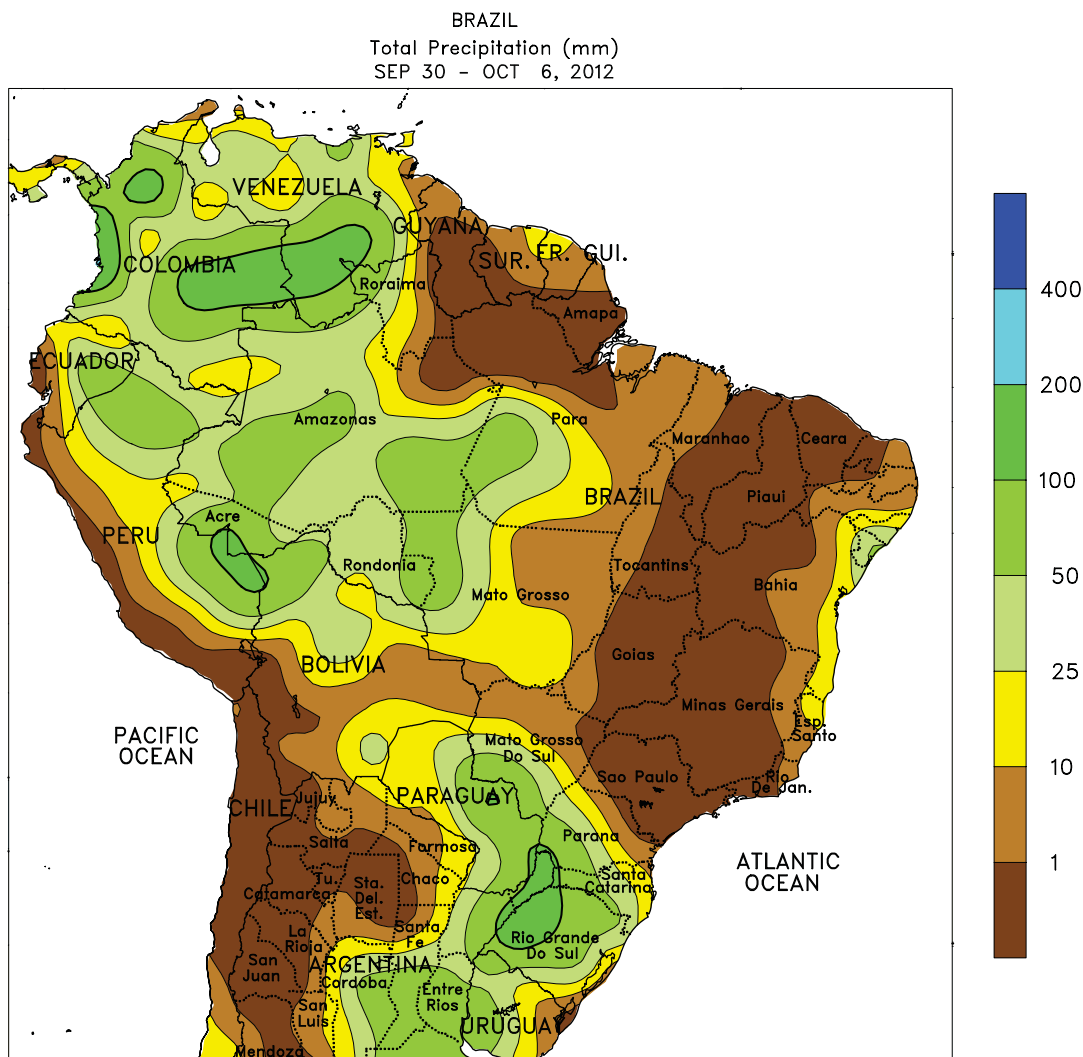 BRAZIL
Total Precipitation (mm)
SEP 30 - OCT 6, 2012
VENEZUELA
GUYANA
SUR.
FR. GUI.
COLOMBIA
Roraima
Amapa
400
ECUADOR
200
Amazonas
Para
Maranhao
Ceara
100
BRAZIL
Piaui
Acre
PERU
Rondonia
Tocantins
50
Mato Grosso
Bahia
BOLIVIA
Goias
25
Minas Gerais
Esp.
Santo
PACIFIC
OCEAN
Mato Grosso
Do Sul
Sao Paulo
Rio
De Jan.
10
PARAGUAY
CHILE
Jujuy
Salta
Formosa
Parana
1
ATLANTIC
OCEAN
Tu.
Catamarca
Sta.
Del.
Est.
Chaco
Santa
Catarina
La
Rioja
Santa
Fe
Rio Grande
Do Sul
San
Juan
ARGENTINA
Cordoba
Entre
Rios
San
Luis
URUGUAY
Mendoza